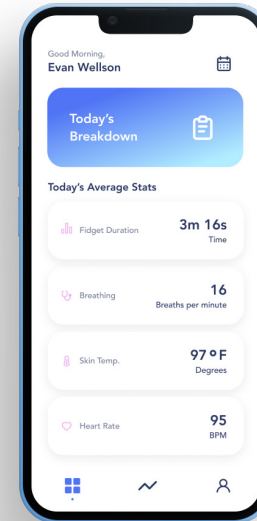 Good Morning,
Evan Wellson
Today's
Breakdown
Today's Average Stats
Fidget Duration
3m 16s
Time
Breathing
16
Breaths per minute
Skin Temp.
97 º F
Degrees
Heart Rate
95
BPM